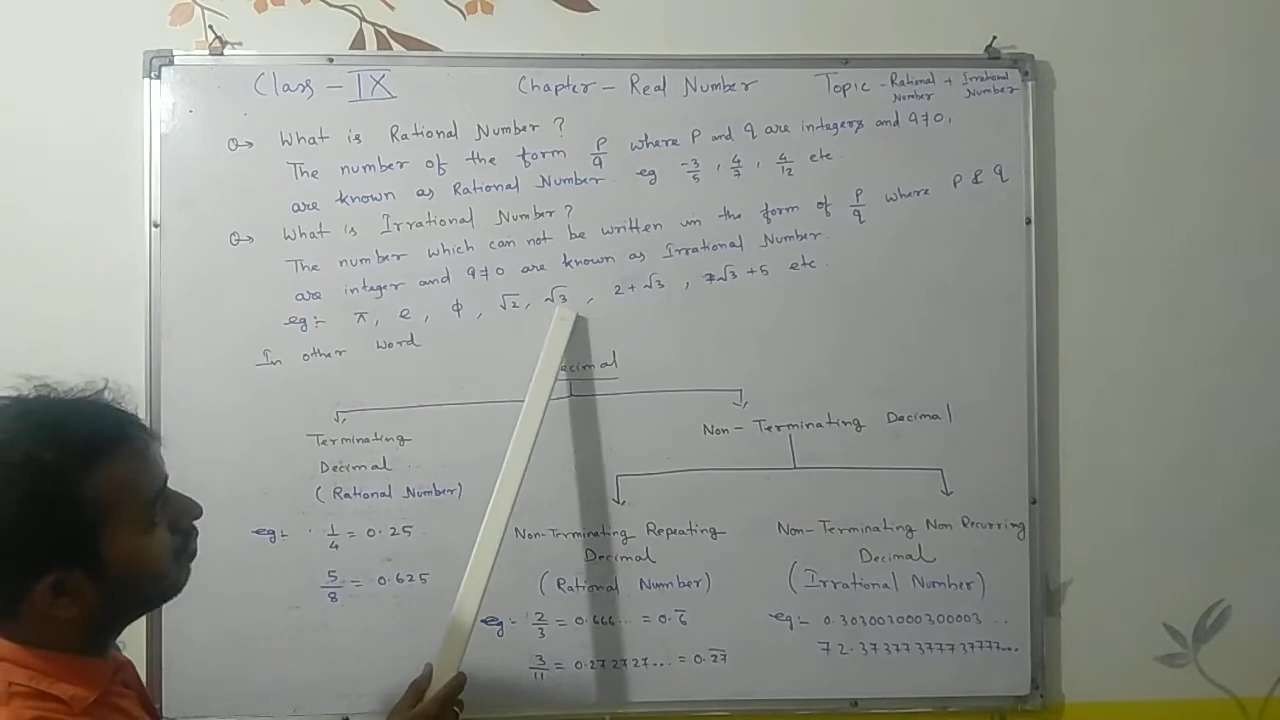 Class - IX Chapter - Real Number Topic - Rational Number + Irrational Number
Q→ What is Rational Number?
The number of the form p/q where p and q are integers and q≠0,
are known as Rational Number. eg -3/5, 4/7, 4/12 etc.
Q→ What is Irrational Number?
The number which can not be written in the form of p/q where p & q
are integer and q≠0 are known as Irrational Number.
eg:- π, e, φ, √2, √3, 2+√3, 7√3+5 etc.
In other word
ecimal
Terminating
Decimal
(Rational Number)
eg:- 1/4 = 0.25
5/8 = 0.625
Non-Terminating Decimal
Non-Terminating Repeating
Decimal
(Rational Number)
eg:- 2/3 = 0.666... = 0.6̅
3/11 = 0.272727... = 0.2̅7̅
Non-Terminating Non Recurring
Decimal
(Irrational Number)
eg:- 0.303003000300003...
72.37377377737777...